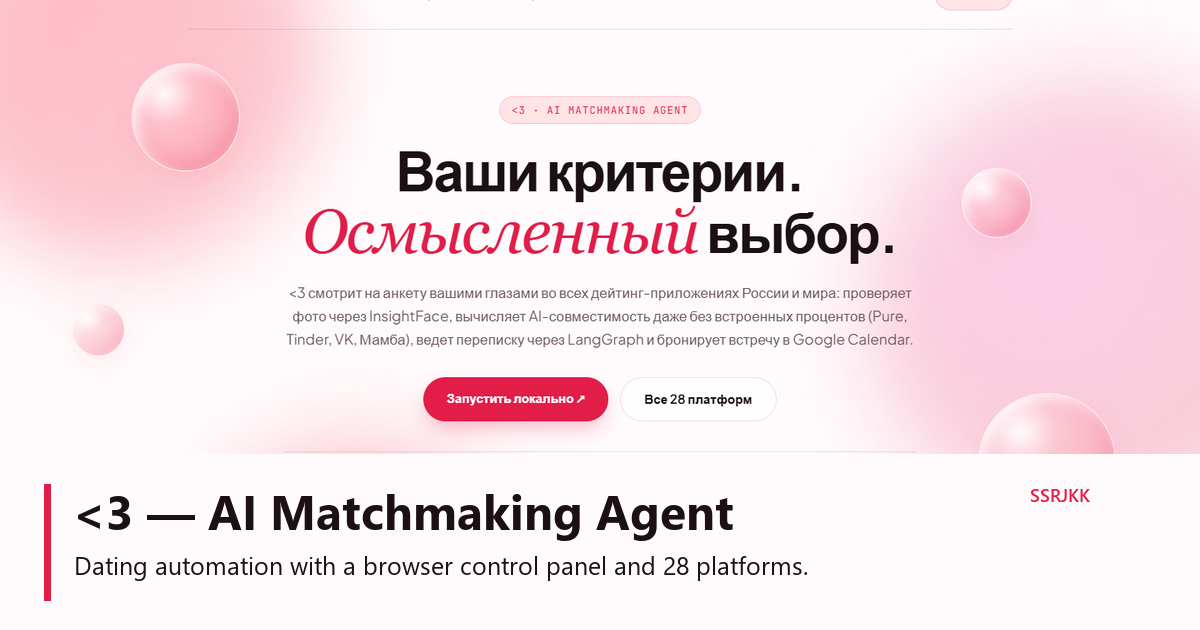 <3 · AI MATCHMAKING AGENT
Ваши критерии.
Осмысленный выбор.
<3 смотрит на анкету вашими глазами во всех дейтинг-приложениях России и мира: проверяет
фото через InsightFace, вычисляет AI-совместимость даже без встроенных процентов (Pure,
Tinder, VK, Мамба), ведет переписку через LangGraph и бронирует встречу в Google Calendar.
Запустить локально ↗
Все 28 платформ
<3 — AI Matchmaking Agent
SSRJKK
Dating automation with a browser control panel and 28 platforms.